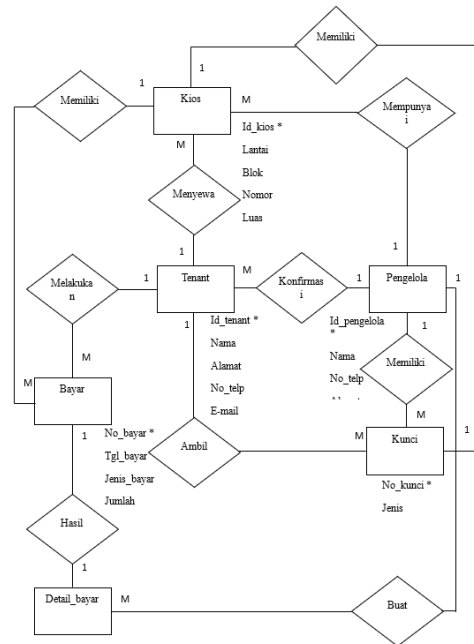 Memiliki
1
1
Memiliki
1
Kios
M
Mempunya
i
M
Id_kios *
Lantai
Blok
Nomor
Luas
Menyewa
1
1
Melakuka
n
1
Tenant
M
Konfirmas
i
1
Pengelola
1
Id_tenant *
Nama
Alamat
No_telp
E-mail
1
Id_pengelola
*
Nama
No_telp
1
Memiliki
M
M
Bayar
M
1
No_bayar *
Tgl_bayar
Jenis_bayar
Jumlah
Ambil
M
Kunci
1
No_kunci *
Jenis
Hasil
1
Detail_bayar
M
Buat